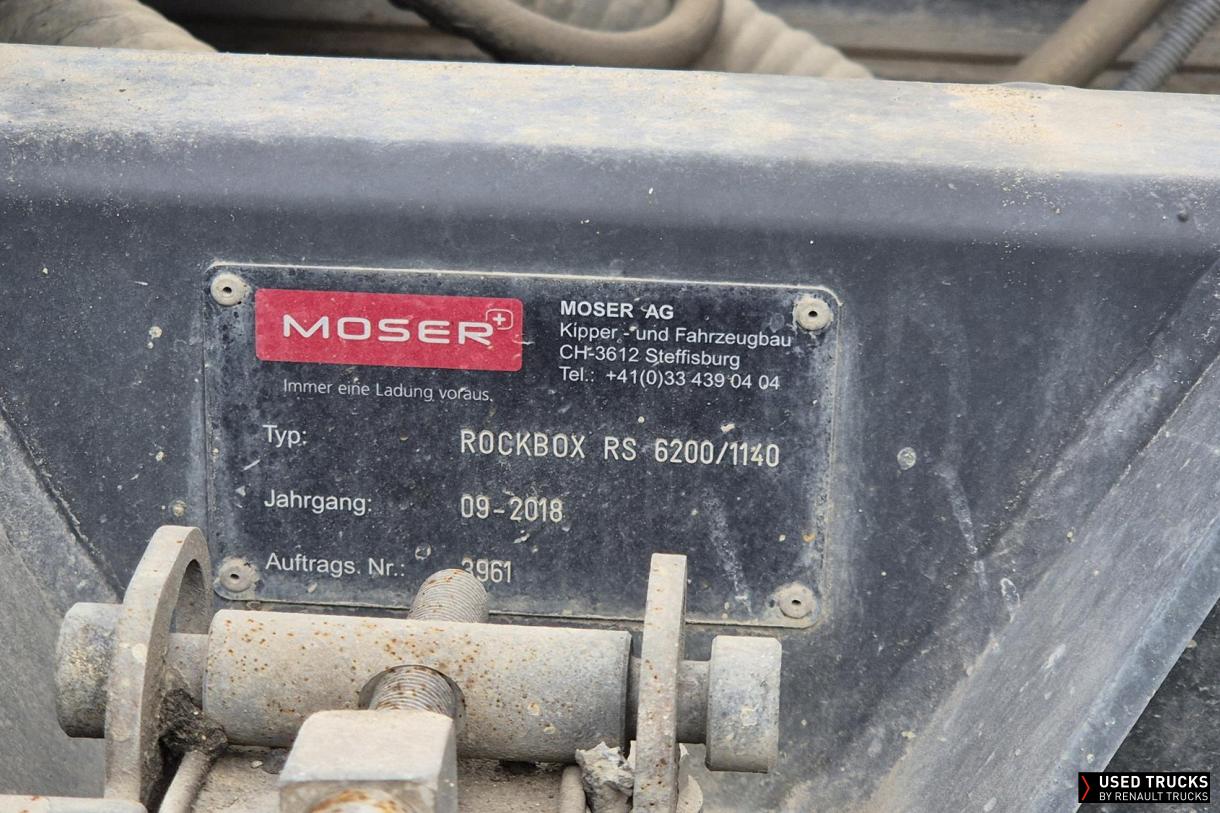 MOSER
Immer eine Ladung voraus.
MOSER AG
Kipper - und Fahrzeugbau
CH-3612 Steffisburg
Tel.: +41(0)33 439 04 04
Typ: ROCKBOX RS 6200/1140
Jahrgang: 09-2018
Auftrags. Nr.: 3961
USED TRUCKS
BY RENAULT TRUCKS